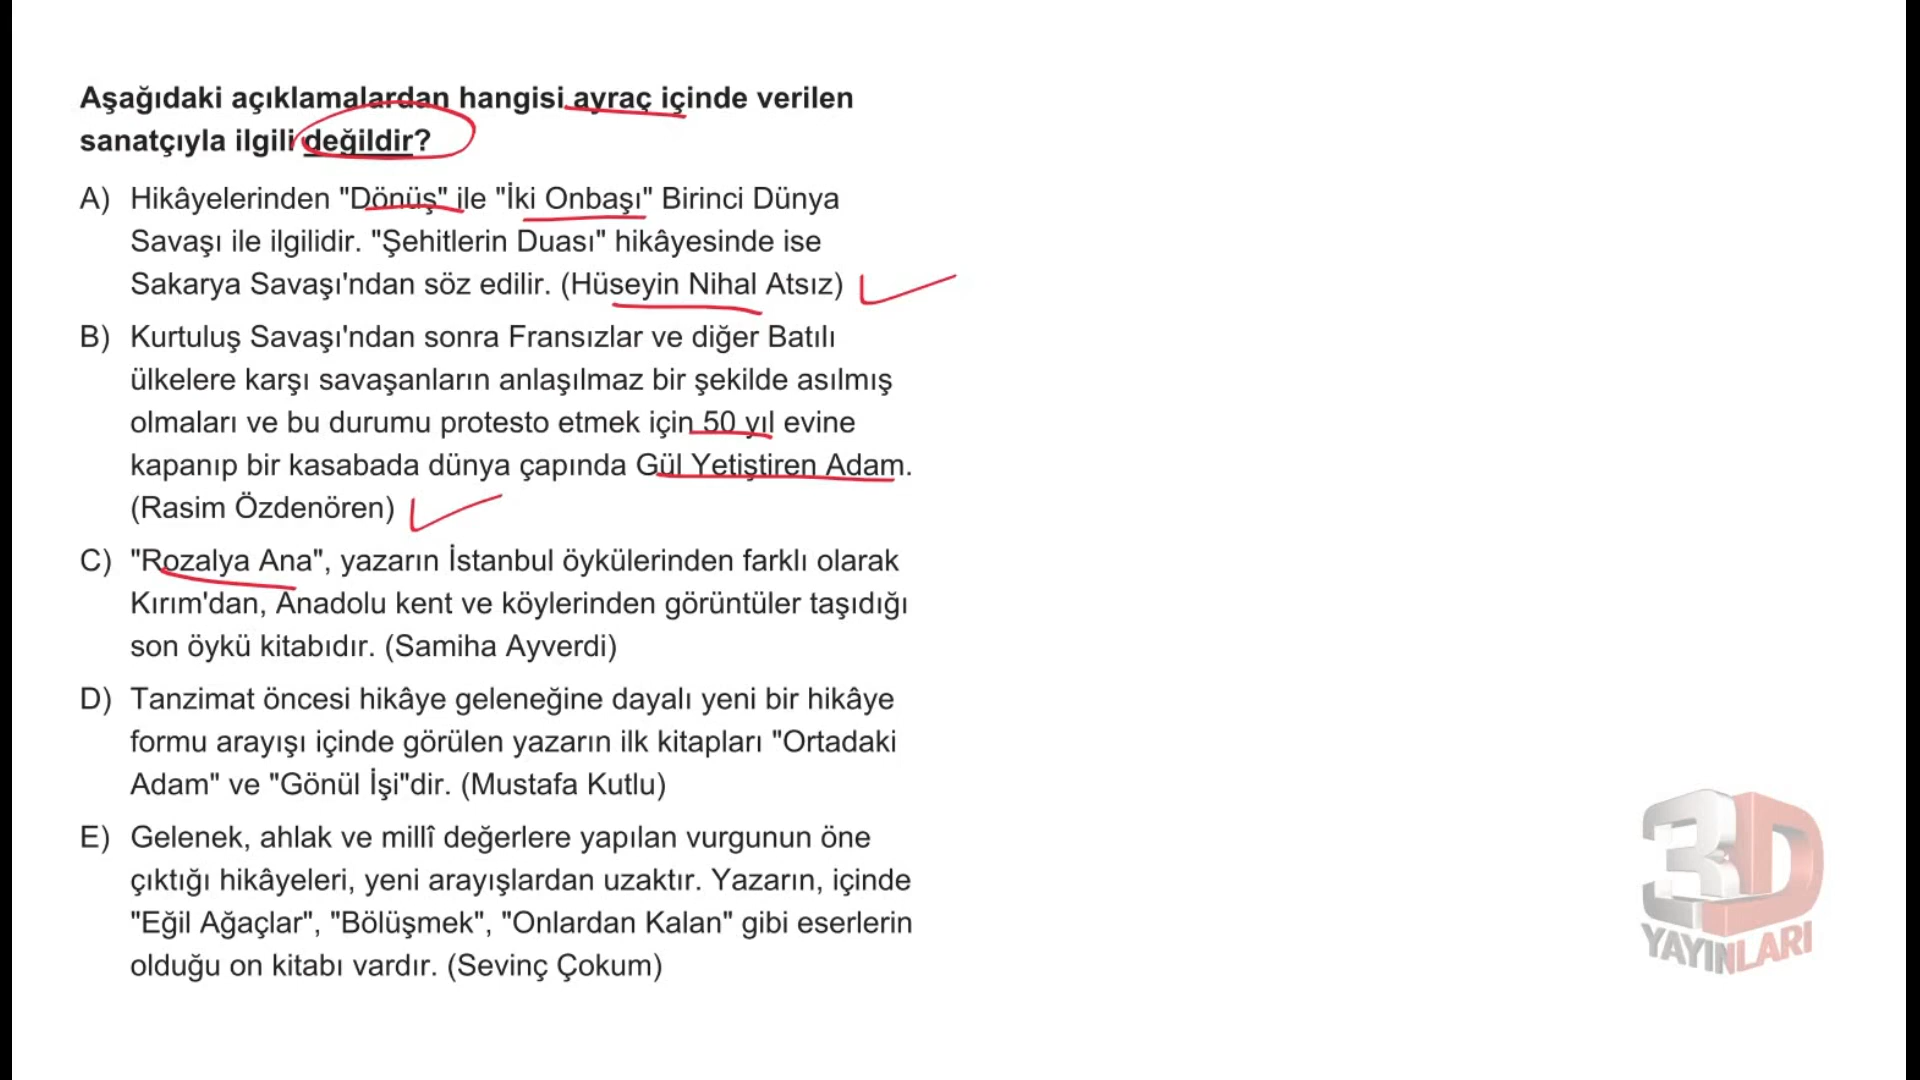 Aşağıdaki açıklamalardan hangisi ayraç içinde verilen
sanatçıyla ilgili değildir?
A) Hikâyelerinden "Dönüş" ile "İki Onbaşı" Birinci Dünya
Savaşı ile ilgilidir. "Şehitlerin Duası" hikâyesinde ise
Sakarya Savaşı'ndan söz edilir. (Hüseyin Nihal Atsız)
B) Kurtuluş Savaşı'ndan sonra Fransızlar ve diğer Batılı
ülkelere karşı savaşanların anlaşılmaz bir şekilde asılmış
olmaları ve bu durumu protesto etmek için 50 yıl evine
kapanıp bir kasabada dünya çapında Gül Yetiştiren Adam.
(Rasim Özdenören)
C) "Rozalya Ana", yazarın İstanbul öykülerinden farklı olarak
Kırım'dan, Anadolu kent ve köylerinden görüntüler taşıdığı
son öykü kitabıdır. (Samiha Ayverdi)
D) Tanzimat öncesi hikâye geleneğine dayalı yeni bir hikâye
formu arayışı içinde görülen yazarın ilk kitapları "Ortadaki
Adam" ve "Gönül İşi"dir. (Mustafa Kutlu)
E) Gelenek, ahlak ve millî değerlere yapılan vurgunun öne
çıktığı hikâyeleri, yeni arayışlardan uzaktır. Yazarın, içinde
"Eğil Ağaçlar", "Bölüşmek", "Onlardan Kalan" gibi eserlerin
olduğu on kitabı vardır. (Sevinç Çokum)
3D
YAYINLARI